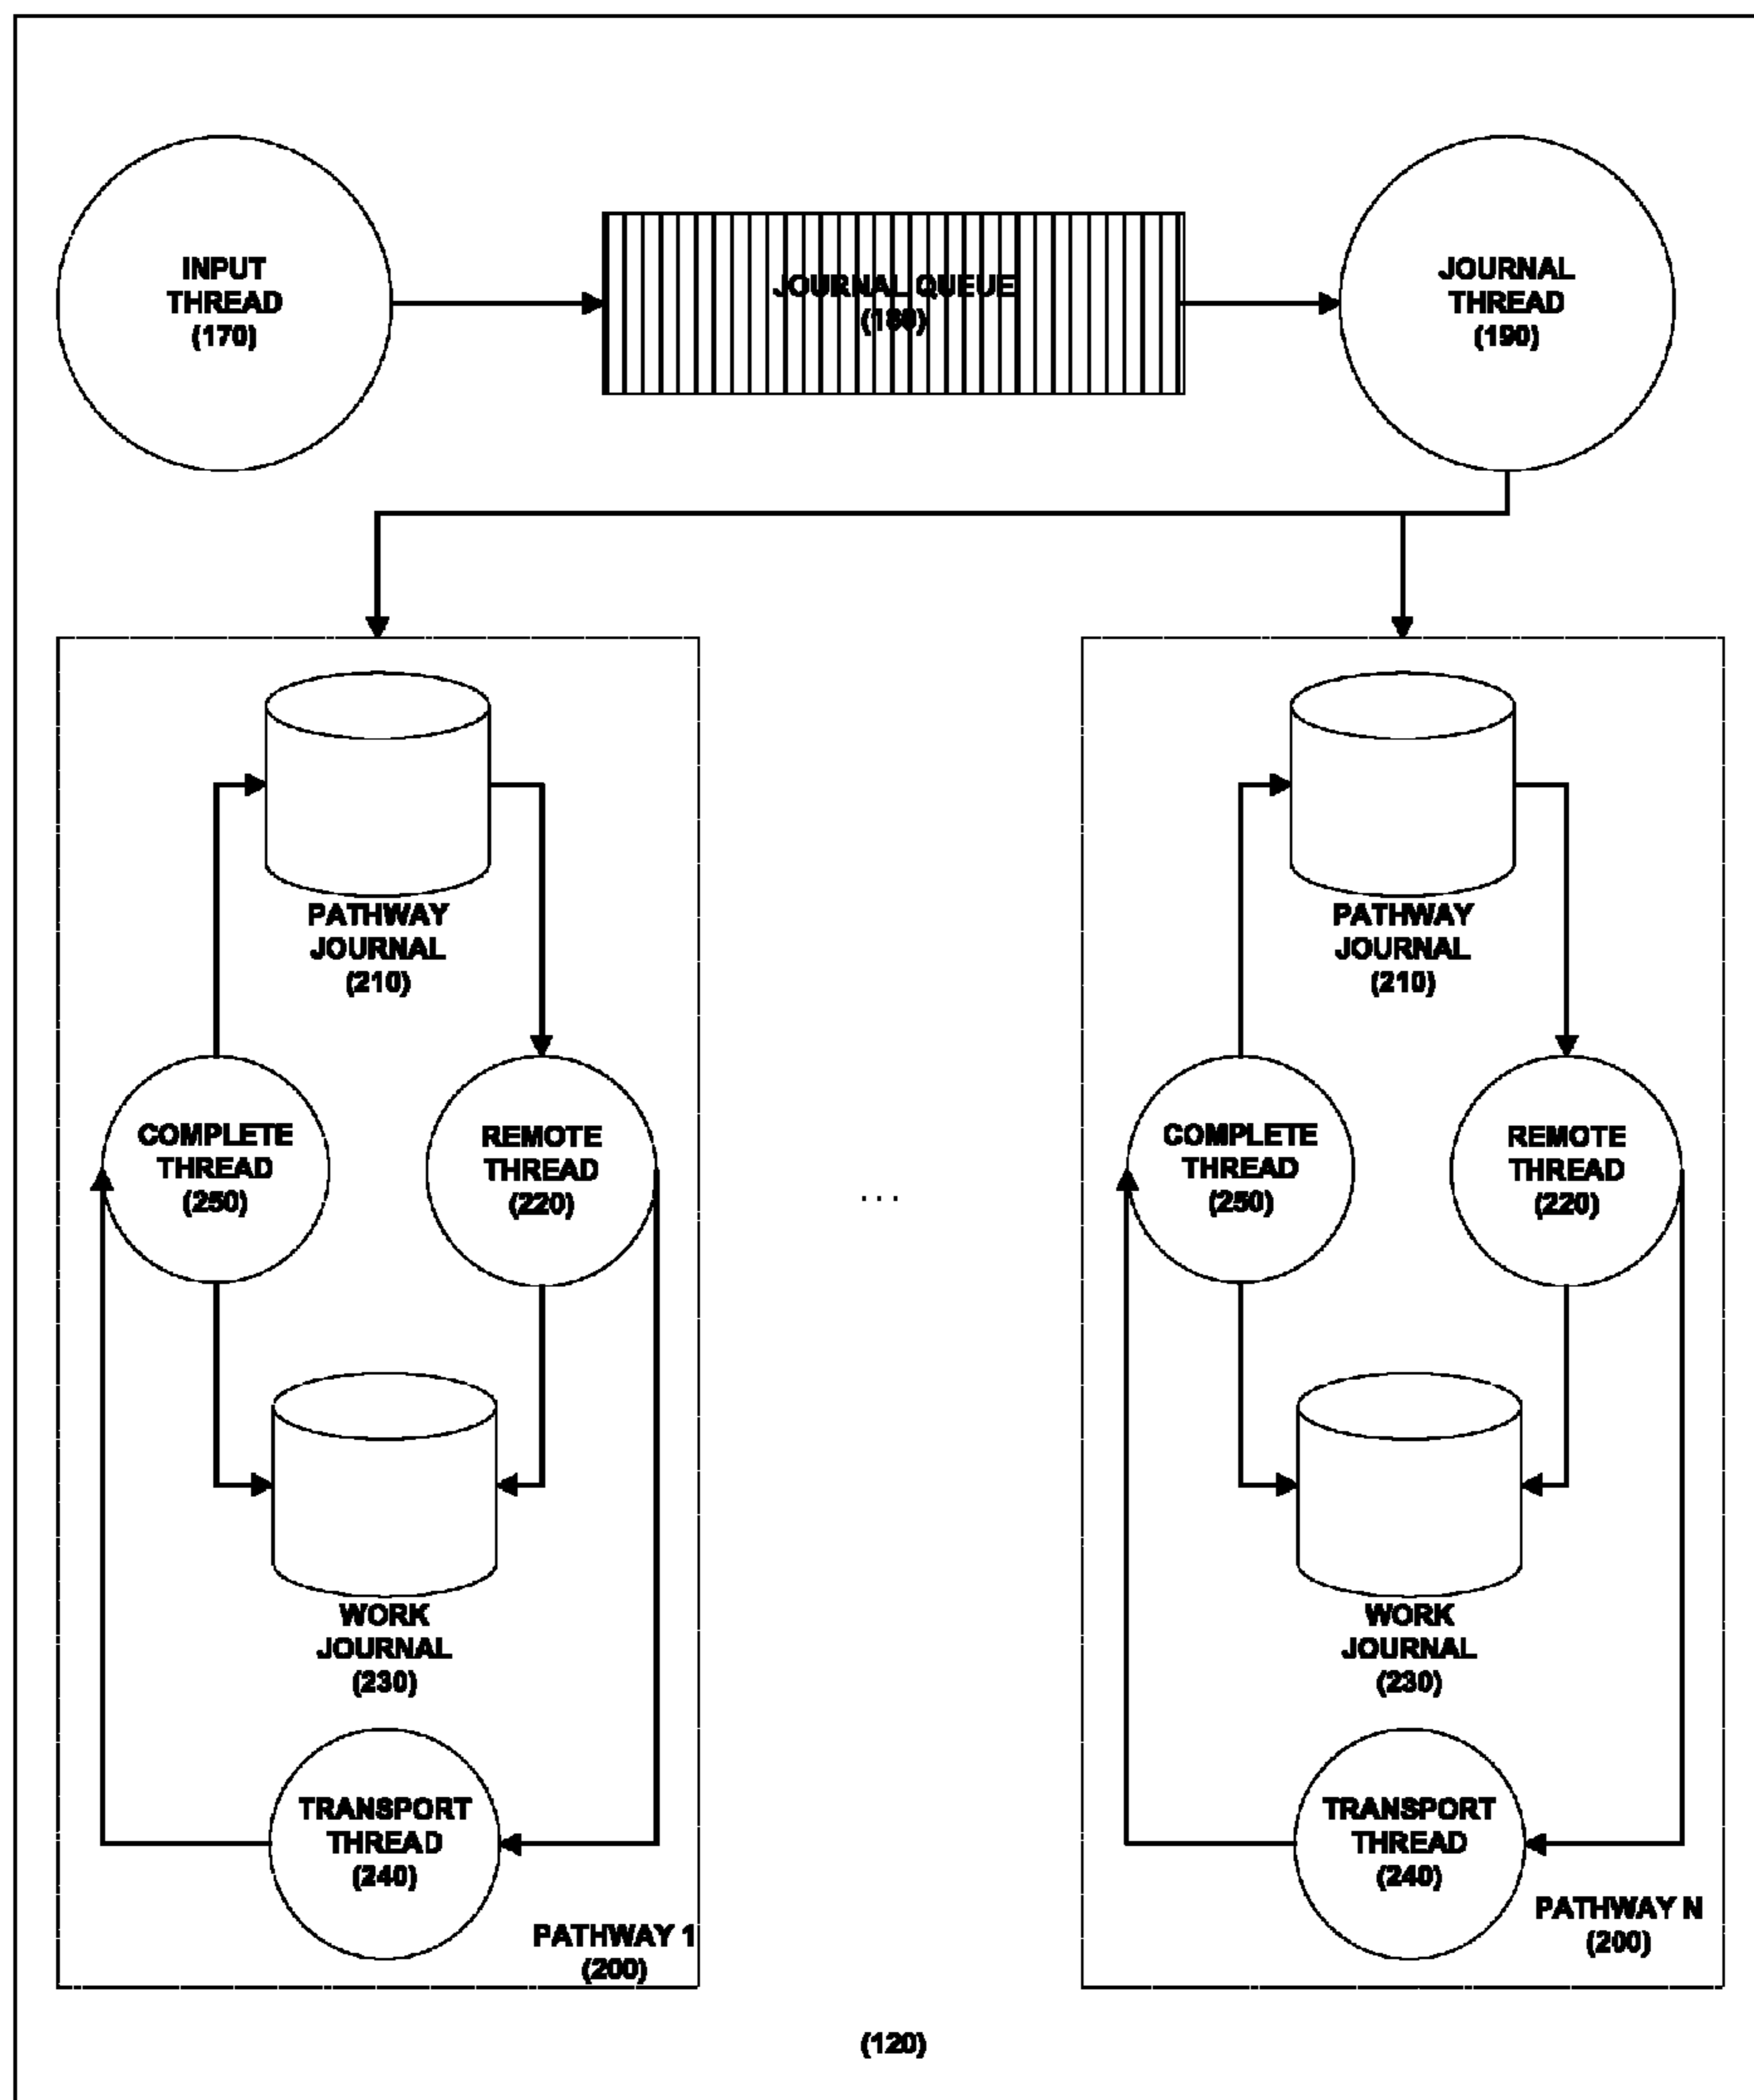 INPUT
THREAD
(170)
JOURNAL QUEUE
(180)
JOURNAL
THREAD
(190)
PATHWAY
JOURNAL
(210)
PATHWAY
JOURNAL
(210)
COMPLETE
THREAD
(250)
REMOTE
THREAD
(220)
...
COMPLETE
THREAD
(250)
REMOTE
THREAD
(220)
WORK
JOURNAL
(230)
WORK
JOURNAL
(230)
TRANSPORT
THREAD
(240)
PATHWAY 1
(200)
TRANSPORT
THREAD
(240)
PATHWAY N
(200)
(120)